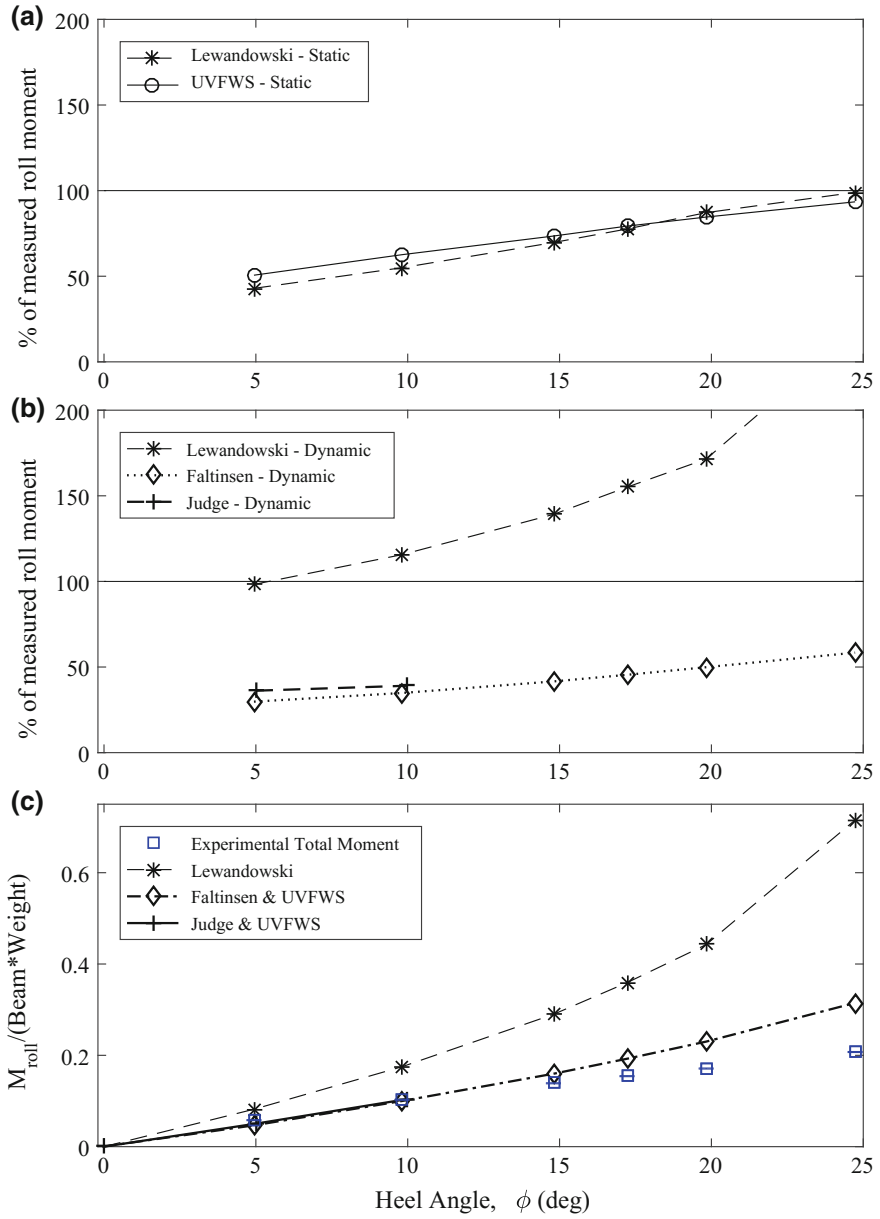 (a)
200
150
100
50
0
% of measured roll moment
Lewandowski - Static
UVFWS - Static
0 5 10 15 20 25
(b)
200
150
100
50
0
% of measured roll moment
Lewandowski - Dynamic
Faltinsen - Dynamic
Judge - Dynamic
0 5 10 15 20 25
(c)
0.6
0.4
0.2
0
M_roll/(Beam*Weight)
Experimental Total Moment
Lewandowski
Faltinsen & UVFWS
Judge & UVFWS
0 5 10 15 20 25
Heel Angle, ϕ (deg)